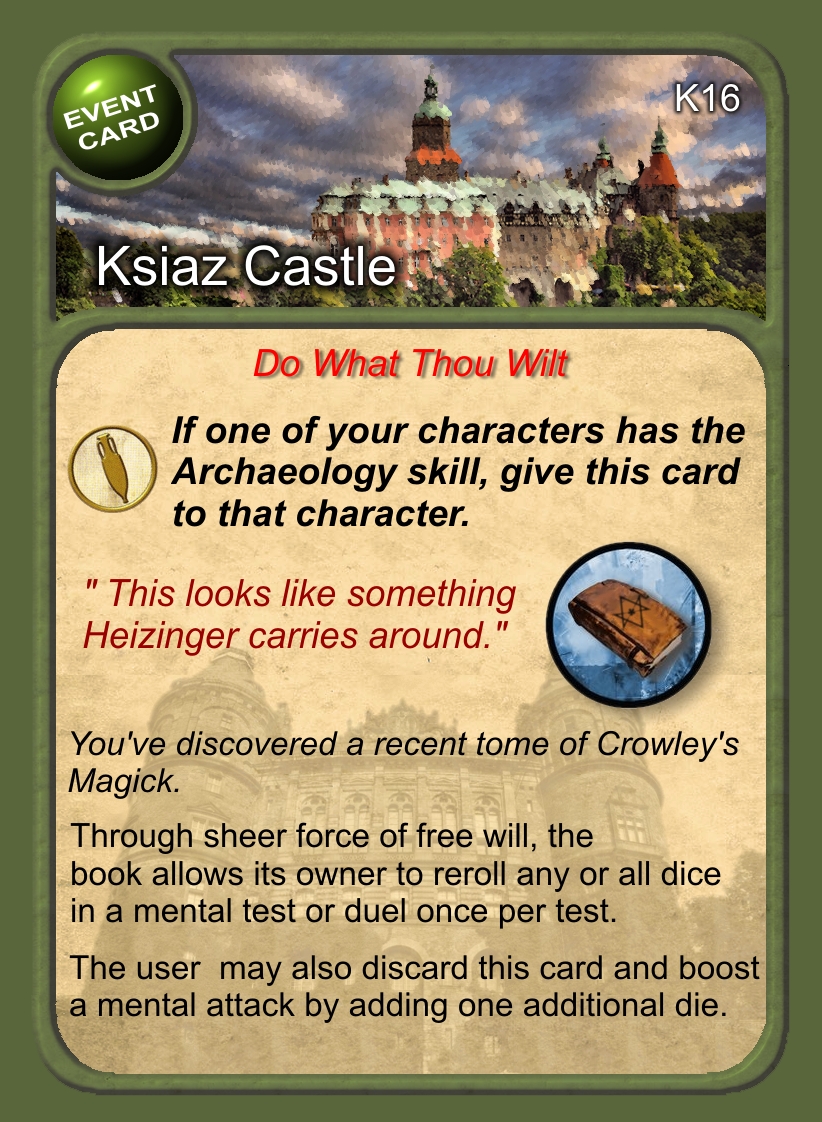 EVENT
CARD
K16
Ksiaz Castle
Do What Thou Wilt
If one of your characters has the
Archaeology skill, give this card
to that character.
" This looks like something
Heizinger carries around."
You've discovered a recent tome of Crowley's
Magick.
Through sheer force of free will, the
book allows its owner to reroll any or all dice
in a mental test or duel once per test.
The user  may also discard this card and boost
a mental attack by adding one additional die.